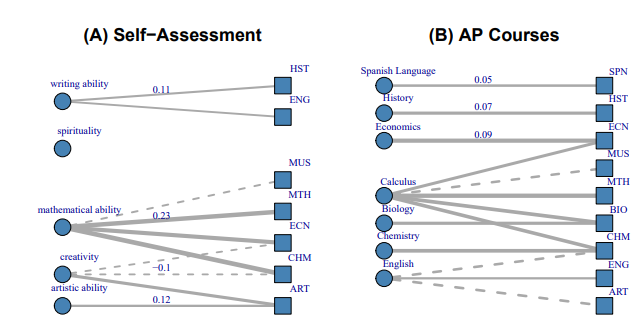 (A) Self−Assessment
writing ability
spirituality
mathematical ability
creativity
artistic ability
0.11
0.23
−0.1
0.12
HST
ENG
MUS
MTH
ECN
CHM
ART
(B) AP Courses
Spanish Language
History
Economics
Calculus
Biology
Chemistry
English
0.05
0.07
0.09
SPN
HST
ECN
MUS
MTH
BIO
CHM
ENG
ART